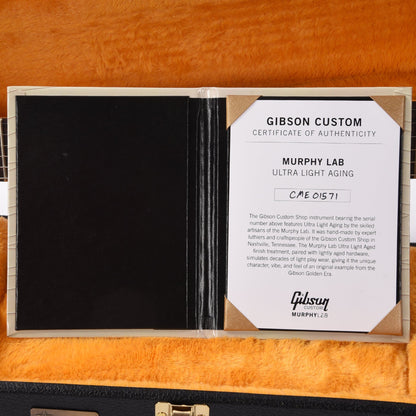 GIBSON CUSTOM
CERTIFICATE OF AUTHENTICITY
MURPHY LAB
ULTRA LIGHT AGING
CME 01571
The Gibson Custom Shop instrument bearing the serial
number above features Ultra Light Aging by the skilled
artisans of the Murphy Lab. It was hand-made by expert
luthiers and craftspeople of the Gibson Custom Shop in
Nashville, Tennessee. The Murphy Lab Ultra Light Aged
finish treatment, paired with lightly aged hardware,
simulates decades of light play wear, giving it the unique
character, vibe, and feel of an original example from the
Gibson Golden Era.
Gibson
CUSTOM
MURPHY LAB